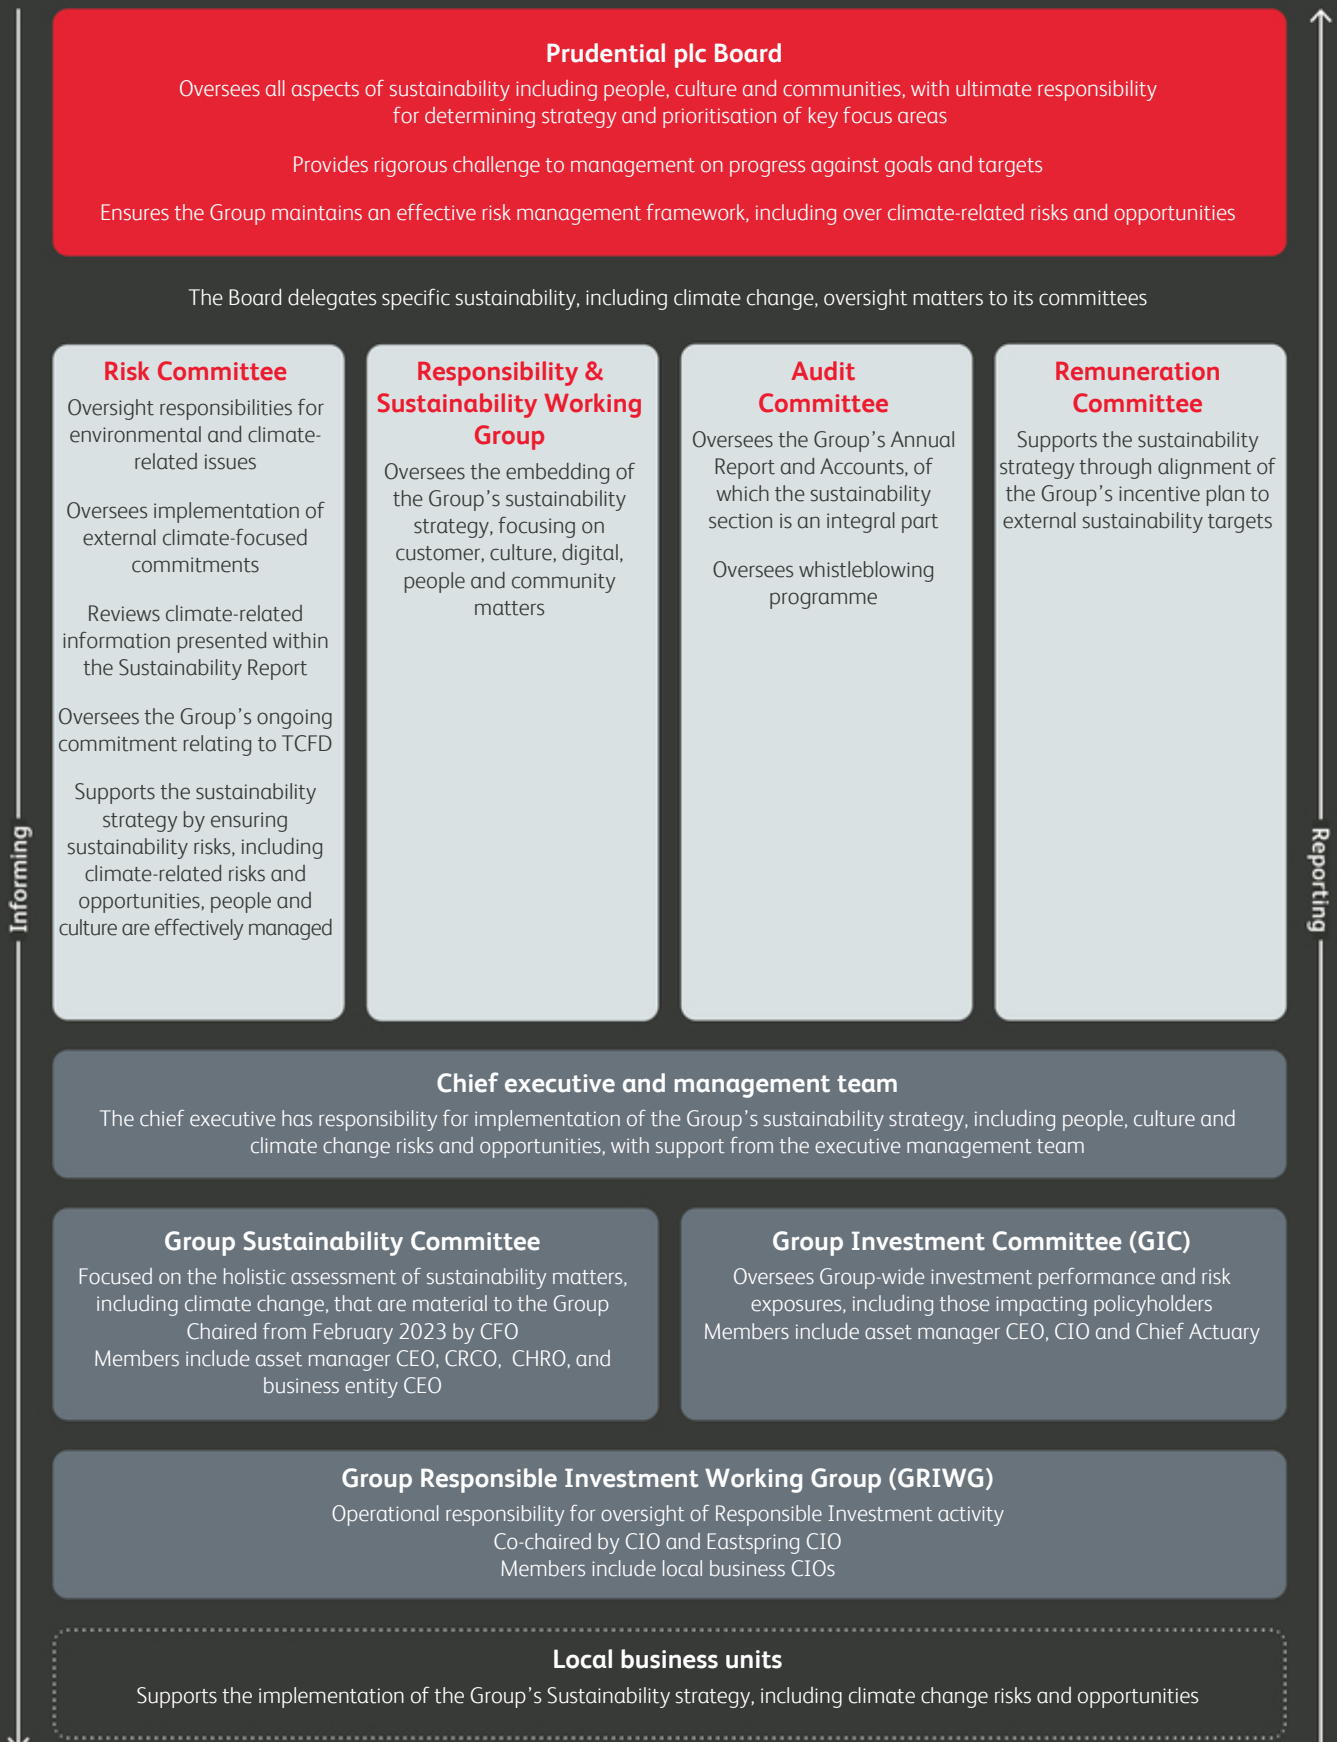 Prudential plc Board
Oversees all aspects of sustainability including people, culture and communities, with ultimate responsibility
for determining strategy and prioritisation of key focus areas
Provides rigorous challenge to management on progress against goals and targets
Ensures the Group maintains an effective risk management framework, including over climate-related risks and opportunities
The Board delegates specific sustainability, including climate change, oversight matters to its committees
Risk Committee
Oversight responsibilities for
environmental and climate-
related issues
Oversees implementation of
external climate-focused
commitments
Reviews climate-related
information presented within
the Sustainability Report
Oversees the Group's ongoing
commitment relating to TCFD
Supports the sustainability
strategy by ensuring
sustainability risks, including
climate-related risks and
opportunities, people and
culture are effectively managed
Responsibility &
Sustainability Working
Group
Oversees the embedding of
the Group's sustainability
strategy, focusing on
customer, culture, digital,
people and community
matters
Audit
Committee
Oversees the Group's Annual
Report and Accounts, of
which the sustainability
section is an integral part
Oversees whistleblowing
programme
Remuneration
Committee
Supports the sustainability
strategy through alignment of
the Group's incentive plan to
external sustainability targets
Informing
Reporting
Chief executive and management team
The chief executive has responsibility for implementation of the Group's sustainability strategy, including people, culture and
climate change risks and opportunities, with support from the executive management team
Group Sustainability Committee
Focused on the holistic assessment of sustainability matters,
including climate change, that are material to the Group
Chaired from February 2023 by CFO
Members include asset manager CEO, CRCO, CHRO, and
business entity CEO
Group Investment Committee (GIC)
Oversees Group-wide investment performance and risk
exposures, including those impacting policyholders
Members include asset manager CEO, CIO and Chief Actuary
Group Responsible Investment Working Group (GRIWG)
Operational responsibility for oversight of Responsible Investment activity
Co-chaired by CIO and Eastspring CIO
Members include local business CIOs
Local business units
Supports the implementation of the Group's Sustainability strategy, including climate change risks and opportunities